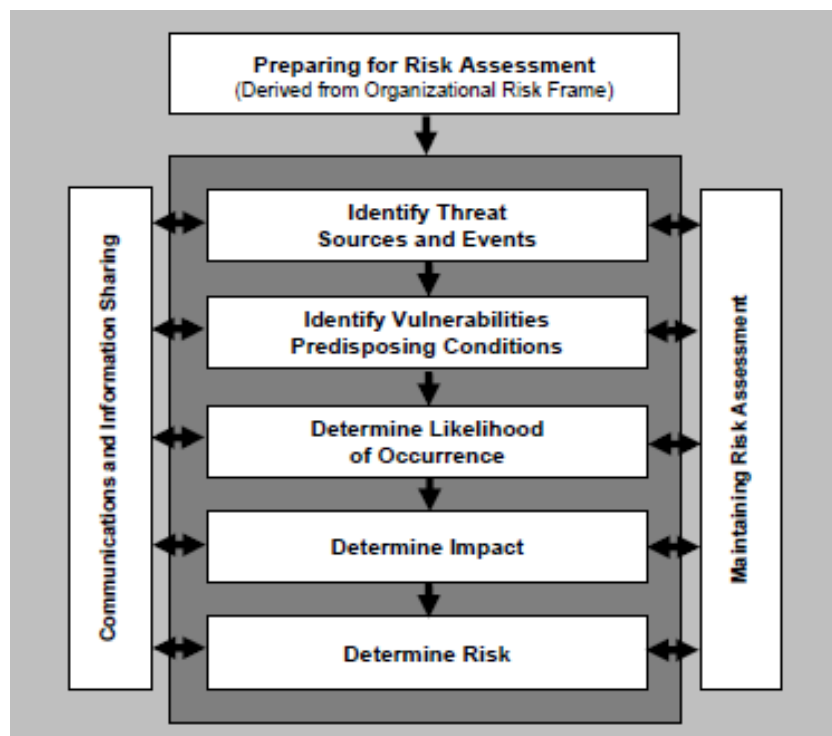 Preparing for Risk Assessment
(Derived from Organizational Risk Frame)
Communications and Information Sharing
Identify Threat
Sources and Events
Identify Vulnerabilities
Predisposing Conditions
Determine Likelihood
of Occurrence
Determine Impact
Determine Risk
Maintaining Risk Assessment